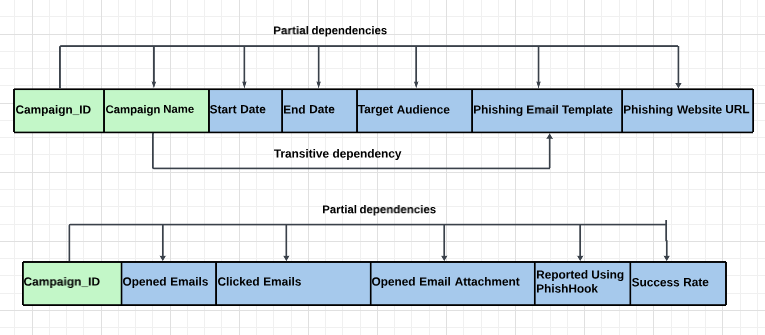 Partial dependencies
Campaign_ID
Campaign Name
Start Date
End Date
Target Audience
Phishing Email Template
Phishing Website URL
Transitive dependency
Partial dependencies
Campaign_ID
Opened Emails
Clicked Emails
Opened Email Attachment
Reported Using
PhishHook
Success Rate